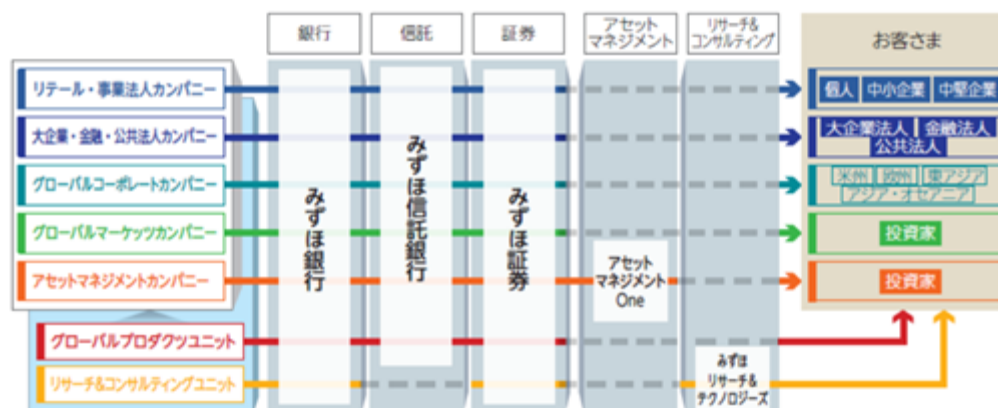 銀行
信託
証券
アセット
マネジメント
リサーチ&
コンサルティング
お客さま
リテール・事業法人カンパニー
個人 中小企業 中堅企業
大企業・金融・公共法人カンパニー
大企業法人 金融法人
公共法人
グローバルコーポレートカンパニー
米州 欧州 東アジア
アジア・オセアニア
グローバルマーケッツカンパニー
投資家
アセットマネジメントカンパニー
投資家
グローバルプロダクツユニット
リサーチ&コンサルティングユニット
みずほ銀行
みずほ信託銀行
みずほ証券
アセット
マネジメント
One
みずほ
リサーチ&
テクノロジーズ